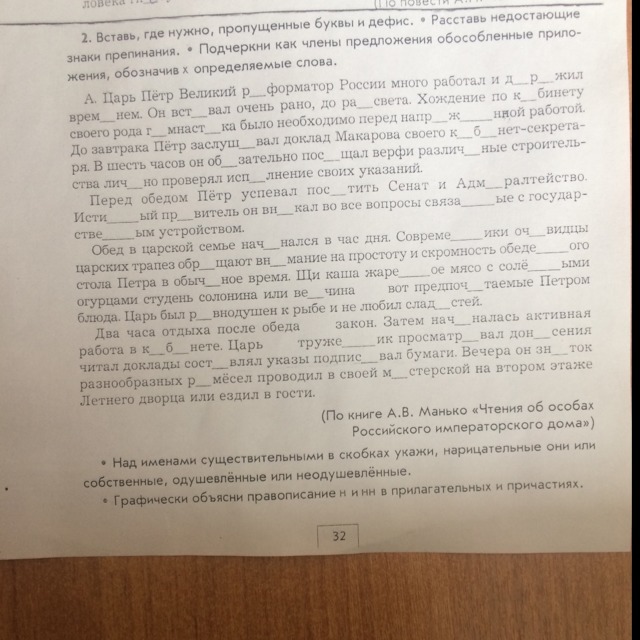 (По повести А.
2. Вставь, где нужно, пропущенные буквы и дефис. • Расставь недостающие
знаки препинания. • Подчеркни как члены предложения обособленные прило-
жения, обозначив х определяемые слова.
А. Царь Пётр Великий р__форматор России много работал и д__р__жил
врем__нем. Он вст__вал очень рано, до ра__света. Хождение по к__бинету
своего рода г__мнаст__ка было необходимо перед напр__ж____нной работой.
До завтрака Пётр заслуш__вал доклад Макарова своего к__б__нет-секрета-
ря. В шесть часов он об__зательно пос__щал верфи различ__ные строитель-
ства лич__но проверял исп__лнение своих указаний.
Перед обедом Пётр успевал пос__тить Сенат и Адм__ралтейство.
Исти____ый пр__витель он вн__кал во все вопросы связа____ые с государ-
стве____ым устройством.
Обед в царской семье нач__нался в час дня. Совреме____ики оч__видцы
царских трапез обр__щают вн__мание на простоту и скромность обеде____ого
стола Петра в обыч__ное время. Щи каша жаре____ое мясо с солё____ыми
огурцами студень солонина или ве__чина вот предпоч__таемые Петром
блюда. Царь был р__внодушен к рыбе и не любил слад__стей.
Два часа отдыха после обеда закон. Затем нач__налась активная
работа в к__б__нете. Царь труже____ик просматр__вал дон__сения
читал доклады сост__влял указы подпис__вал бумаги. Вечера он зн__ток
разнообразных р__мёсел проводил в своей м__стерской на втором этаже
Летнего дворца или ездил в гости.
(По книге А.В. Манько «Чтения об особах
Российского императорского дома»)
• Над именами существительными в скобках укажи, нарицательные они или
собственные, одушевлённые или неодушевлённые.
• Графически объясни правописание н и нн в прилагательных и причастиях.
32